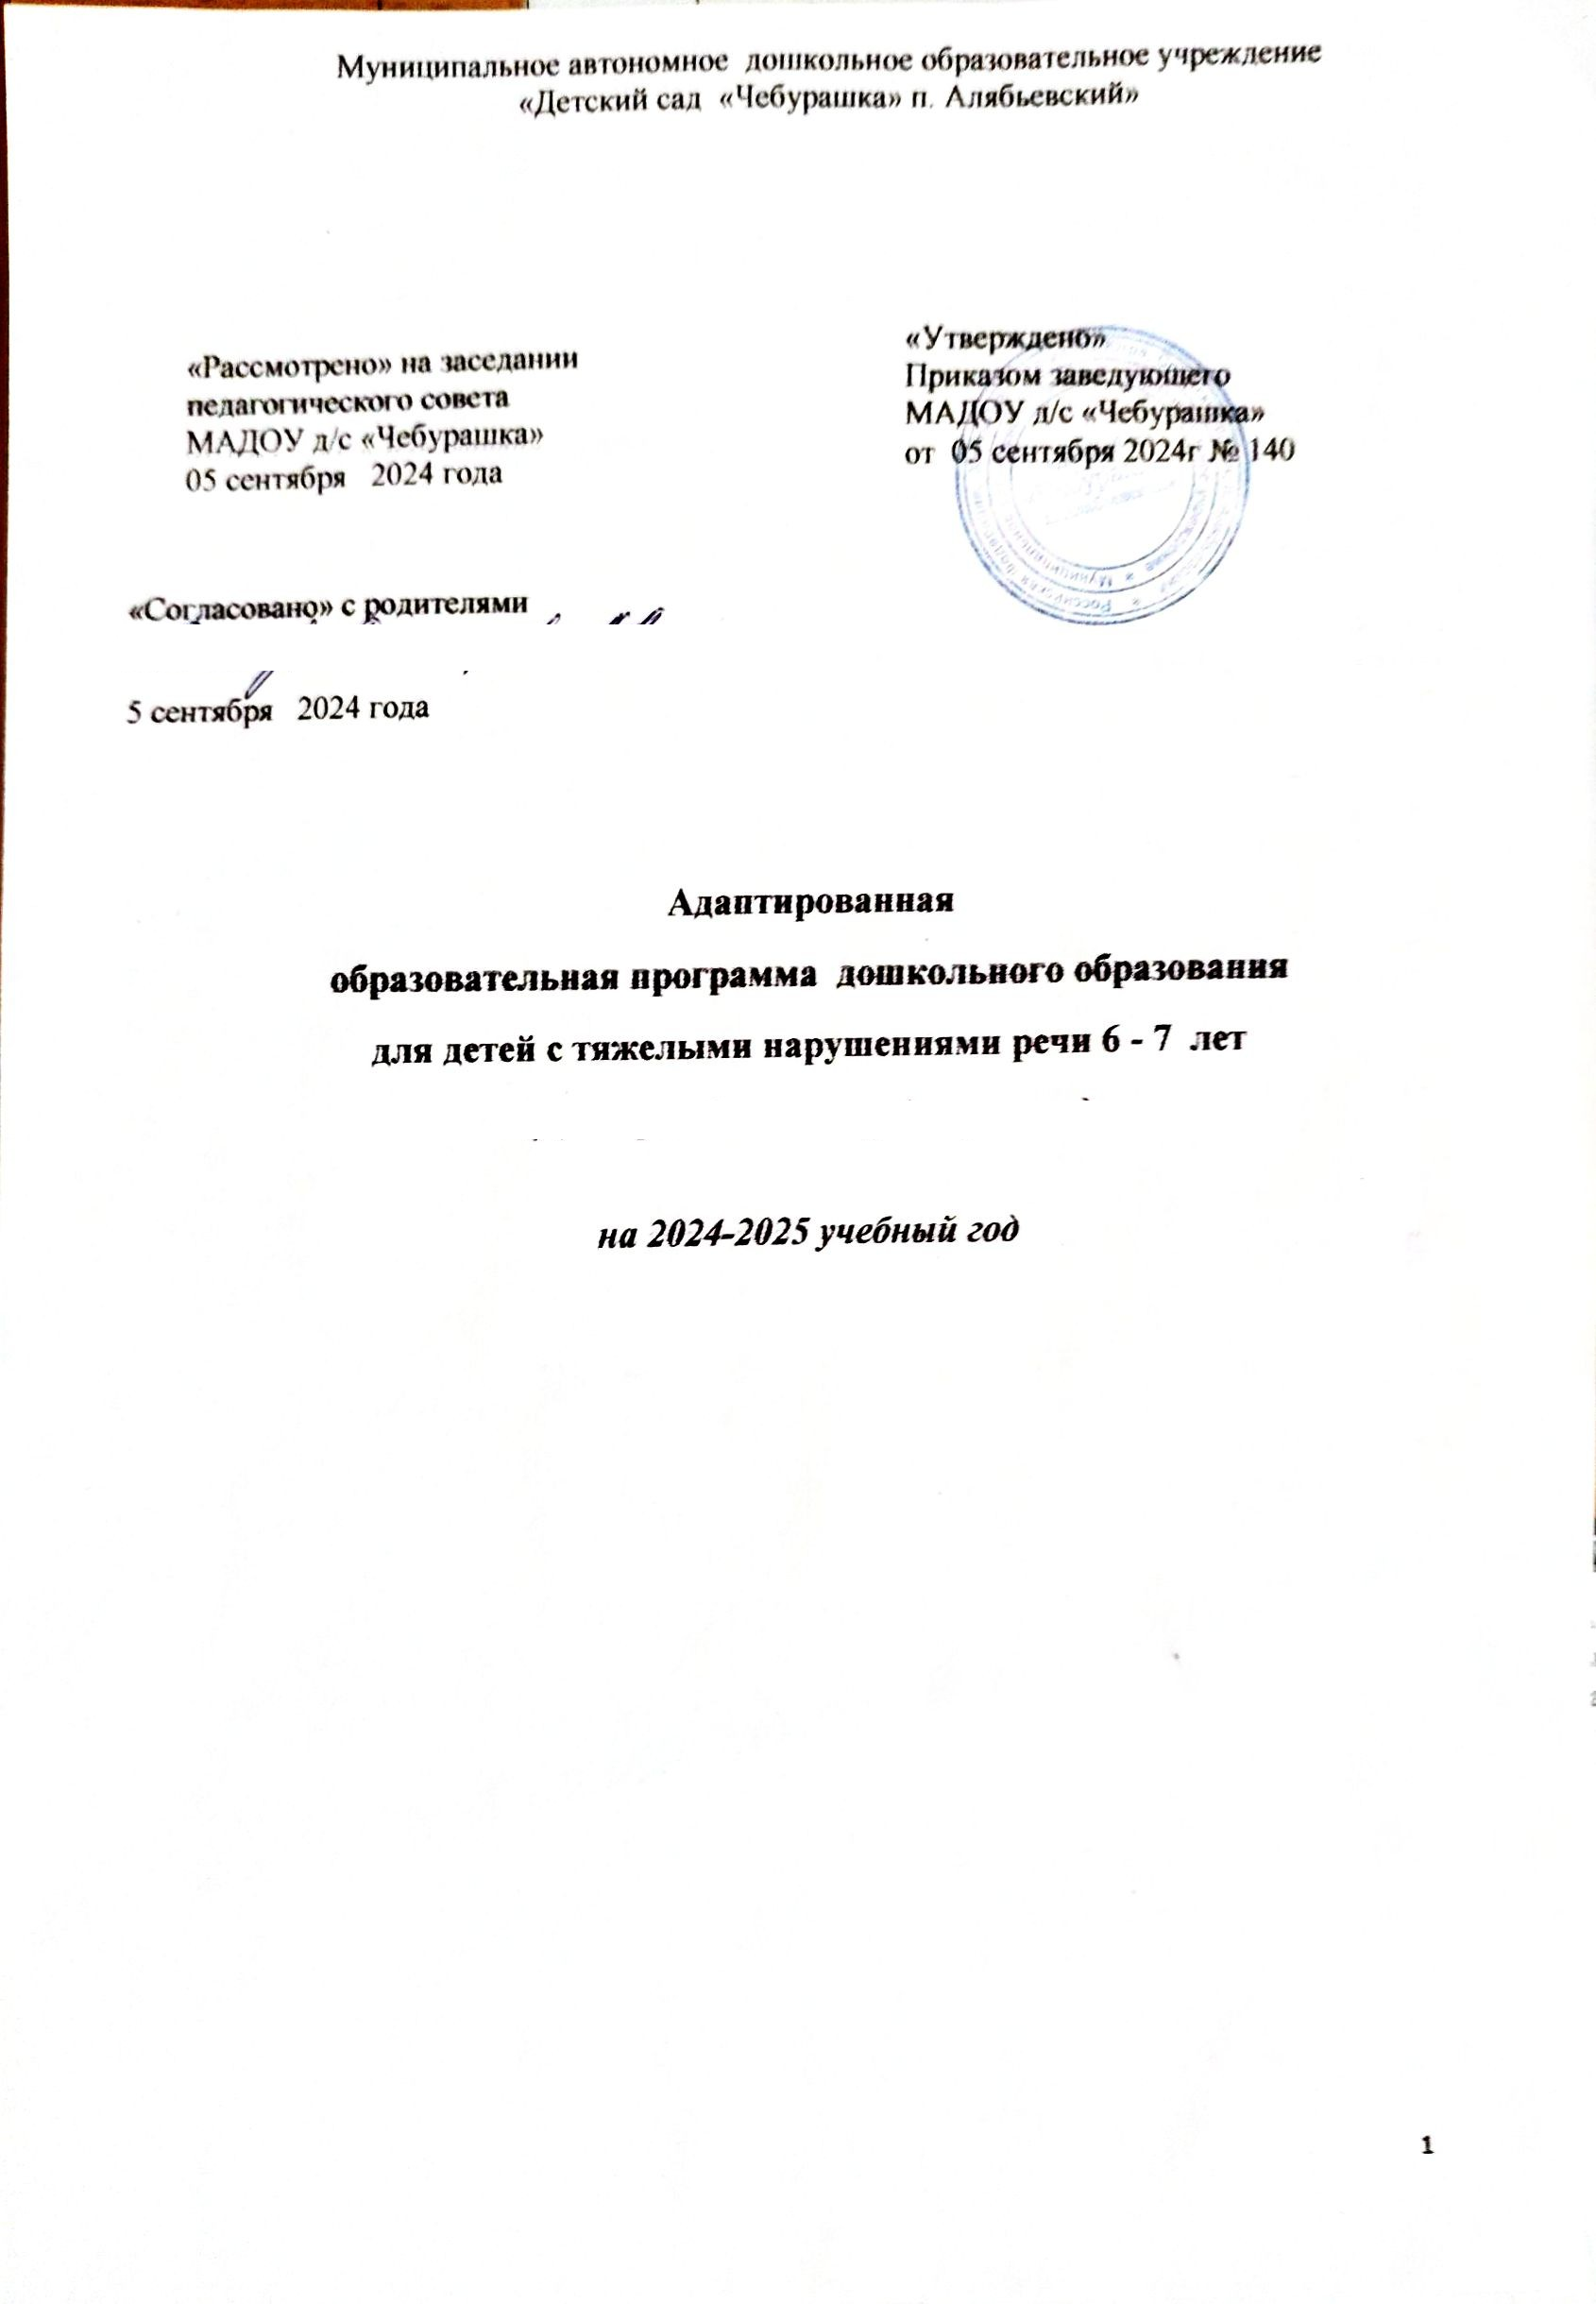 Муниципальное автономное дошкольное образовательное учреждение
«Детский сад «Чебурашка» п. Алябьевский»
«Рассмотрено» на заседании
педагогического совета
МАДОУ д/с «Чебурашка»
05 сентября 2024 года
«Утверждено»
Приказом заведующего
МАДОУ д/с «Чебурашка»
от 05 сентября 2024г № 140
«Согласовано» с родителями
5 сентября 2024 года
Адаптированная
образовательная программа дошкольного образования
для детей с тяжелыми нарушениями речи 6 - 7 лет
на 2024-2025 учебный год
1